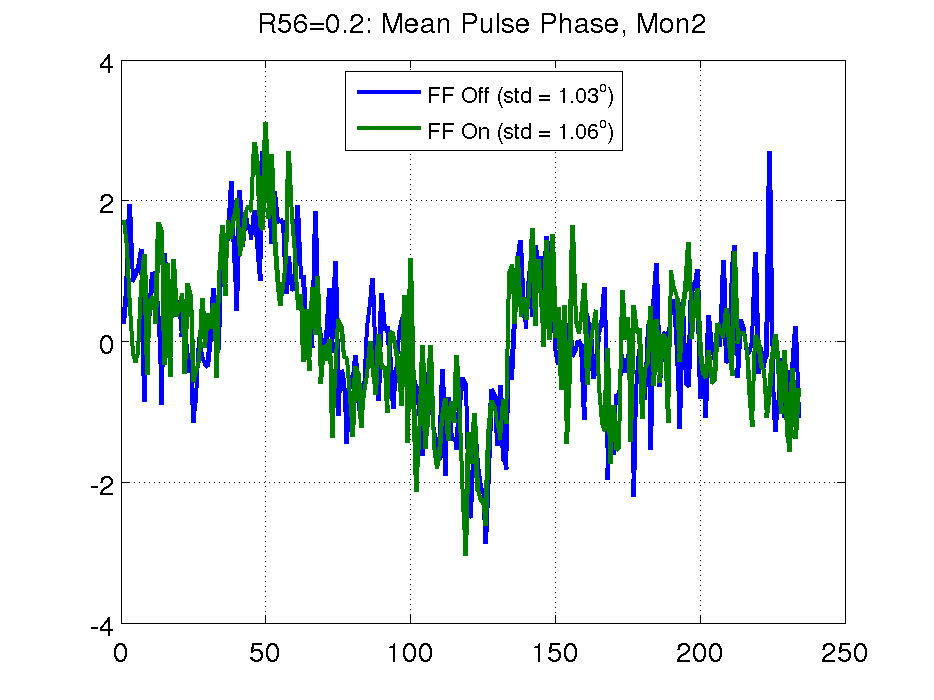 R56=0.2: Mean Pulse Phase, Mon2
4
FF Off (std = 1.03°)
FF On (std = 1.06°)
2
0
-2
-4
0 50 100 150 200 250